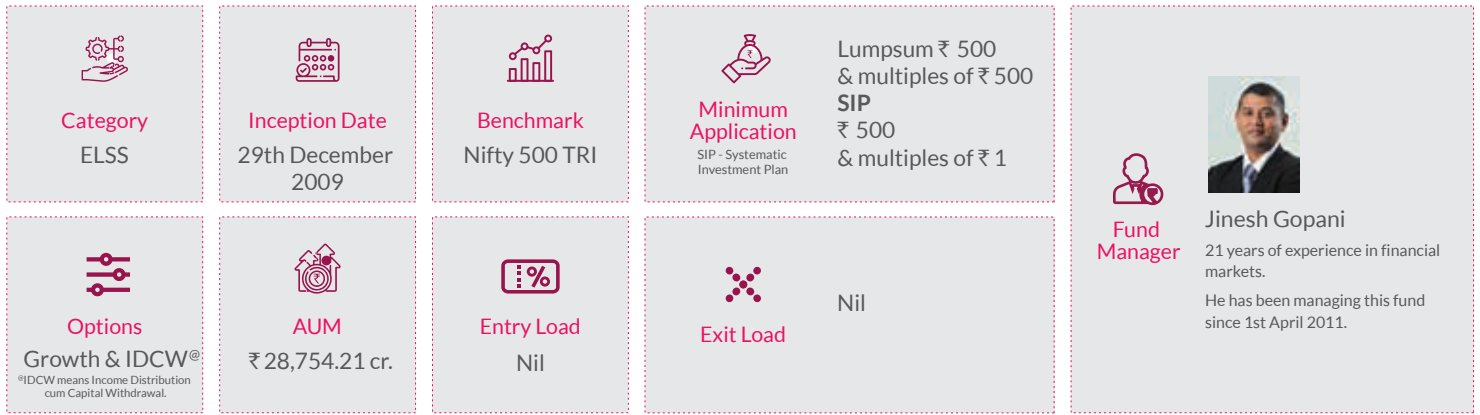 Category
ELSS
Inception Date
29th December
2009
Benchmark
Nifty 500 TRI
Minimum
Application
SIP - Systematic
Investment Plan
Lumpsum ₹ 500
& multiples of ₹ 500
SIP
₹ 500
& multiples of ₹ 1
Fund
Manager
Jinesh Gopani
21 years of experience in financial
markets.
He has been managing this fund
since 1st April 2011.
Options
Growth & IDCW@
@IDCW means Income Distribution
cum Capital Withdrawal.
AUM
₹ 28,754.21 cr.
%
Entry Load
Nil
Exit Load
Nil